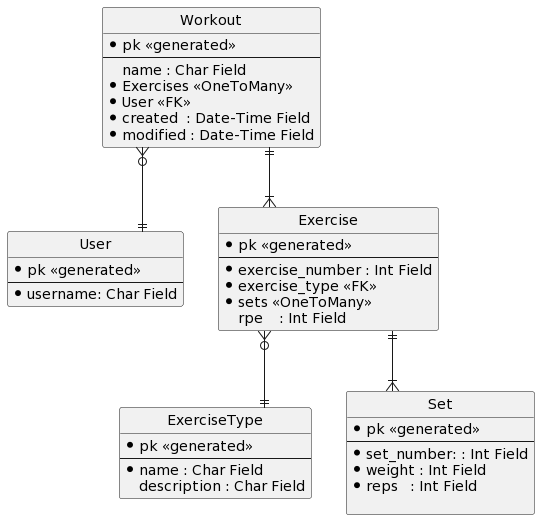 Workout
pk «generated»
name : Char Field
Exercises «OneToMany»
User «FK»
created  : Date-Time Field
modified : Date-Time Field
User
pk «generated»
username: Char Field
Exercise
pk «generated»
exercise_number : Int Field
exercise_type «FK»
sets «OneToMany»
rpe    : Int Field
ExerciseType
pk «generated»
name : Char Field
description : Char Field
Set
pk «generated»
set_number: : Int Field
weight : Int Field
reps   : Int Field